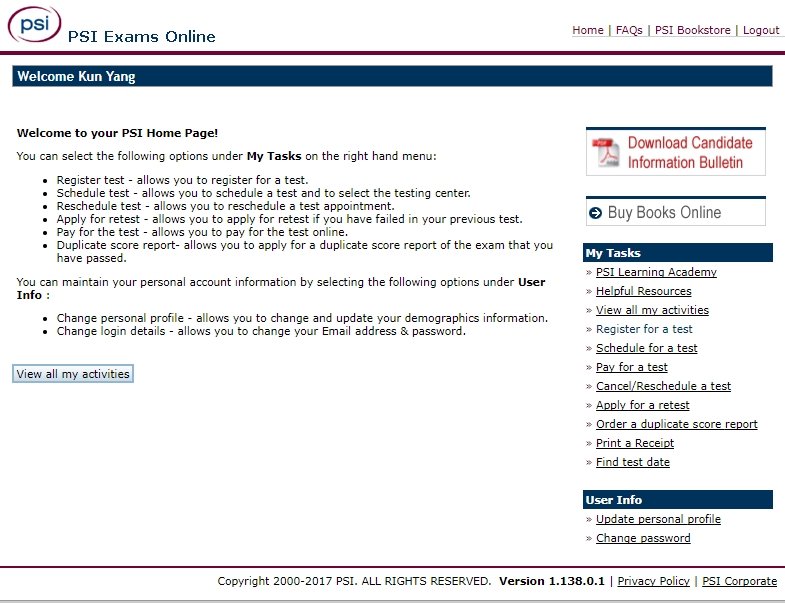 psi
PSI Exams Online
Home | FAQs | PSI Bookstore | Logout
Welcome Kun Yang
Welcome to your PSI Home Page!
You can select the following options under My Tasks on the right hand menu:
• Register test - allows you to register for a test.
• Schedule test - allows you to schedule a test and to select the testing center.
• Reschedule test - allows you to reschedule a test appointment.
• Apply for retest - allows you to apply for retest if you have failed in your previous test.
• Pay for the test - allows you to pay for the test online.
• Duplicate score report- allows you to apply for a duplicate score report of the exam that you
have passed.
You can maintain your personal account information by selecting the following options under User
Info :
• Change personal profile - allows you to change and update your demographics information.
• Change login details - allows you to change your Email address & password.
View all my activities
PDF
Download Candidate
Information Bulletin
Buy Books Online
My Tasks
» PSI Learning Academy
» Helpful Resources
» View all my activities
» Register for a test
» Schedule for a test
» Pay for a test
» Cancel/Reschedule a test
» Apply for a retest
» Order a duplicate score report
» Print a Receipt
» Find test date
User Info
» Update personal profile
» Change password
Copyright 2000-2017 PSI. ALL RIGHTS RESERVED. Version 1.138.0.1 | Privacy Policy | PSI Corporate